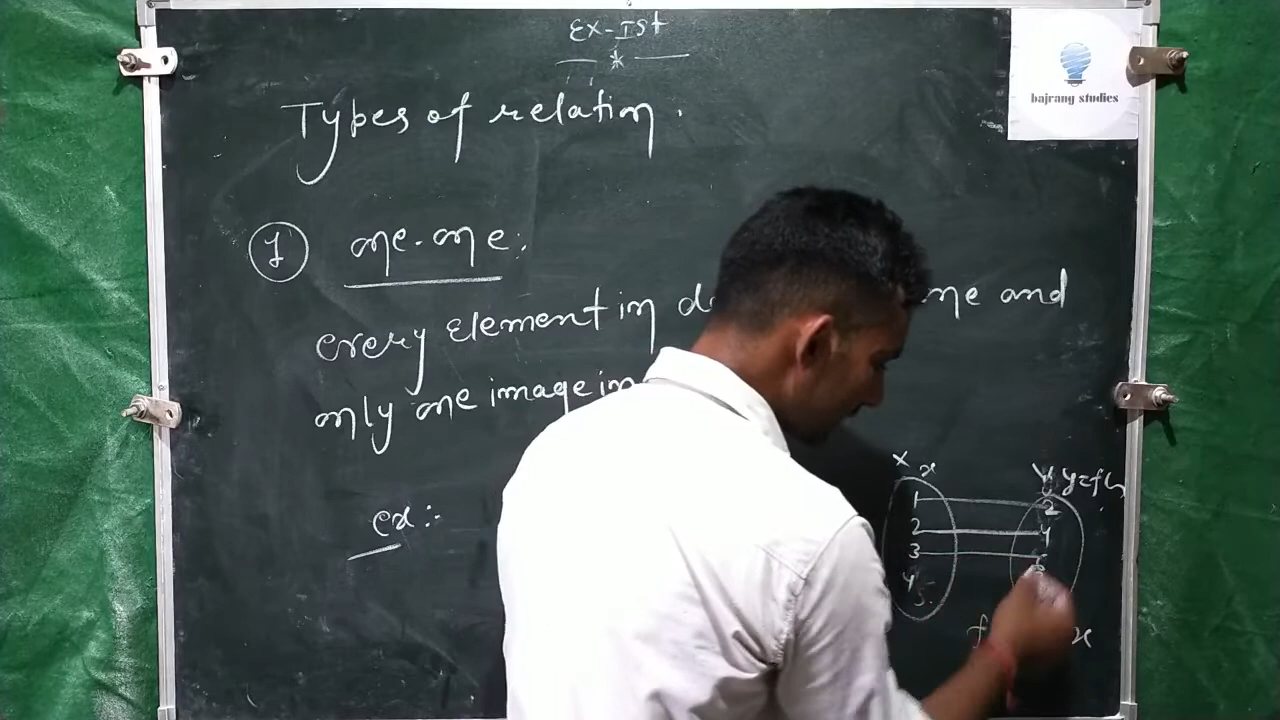 Ex-Ist
*
bajrang studies
Types of relation.
1 one-one:
every Element in and
only one image in
ex:-
X x Y y=f(
1 2
2 4
3 6
4
5
f x